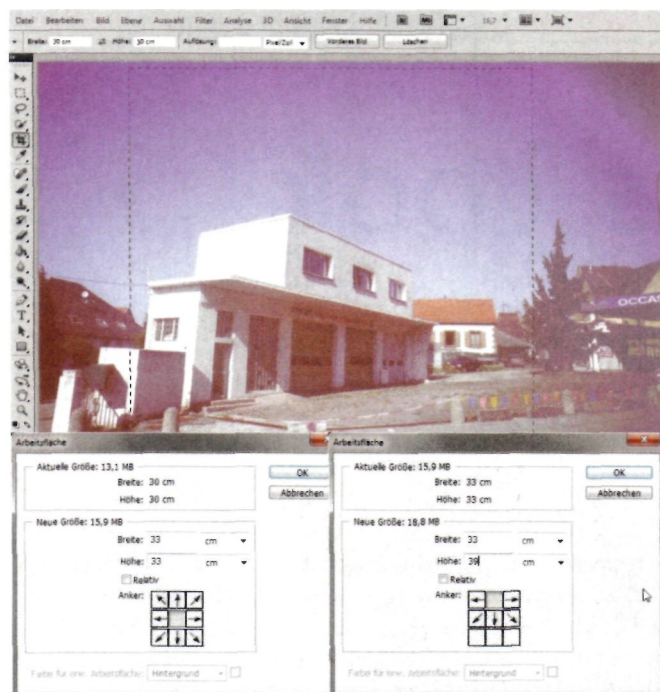 Datei Bearbeiten Bild Ebene Auswahl Filter Analyse 3D Ansicht Fenster Hilfe Br Mb 16,7
Breite: 30 cm Höhe: 30 cm Auflösung: Pixel/Zoll Vorderes Bild Löschen
OCCAS
Arbeitsfläche
Aktuelle Größe: 13,1 MB
Breite: 30 cm
Höhe: 30 cm
OK
Abbrechen
Neue Größe: 15,9 MB
Breite: 33 cm
Höhe: 33 cm
Relativ
Anker:
Farbe für erw. Arbeitsfläche: Hintergrund
Arbeitsfläche
Aktuelle Größe: 15,9 MB
Breite: 33 cm
Höhe: 33 cm
OK
Abbrechen
Neue Größe: 18,8 MB
Breite: 33 cm
Höhe: 39 cm
Relativ
Anker:
Farbe für erw. Arbeitsfläche: Hintergrund